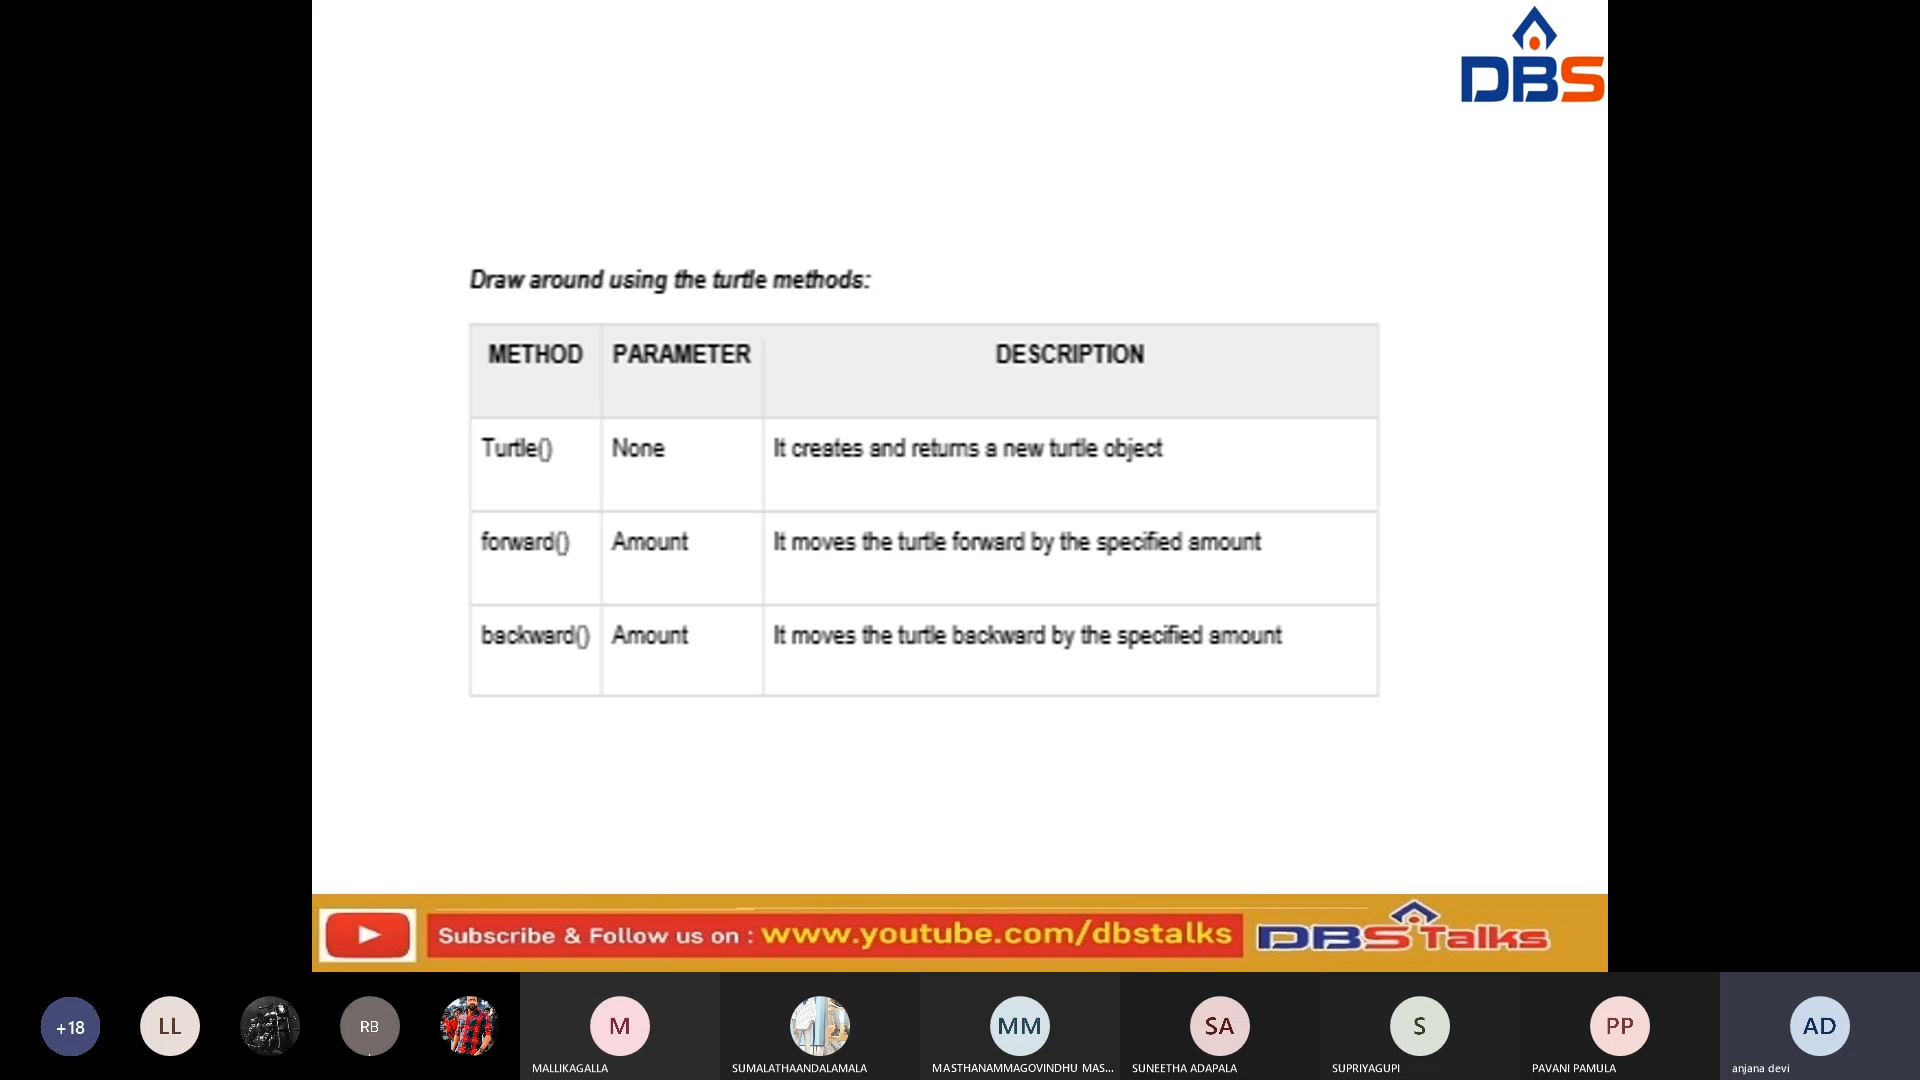 DBS
Draw around using the turtle methods:
METHOD PARAMETER DESCRIPTION
Turtle() None It creates and returns a new turtle object
forward() Amount It moves the turtle forward by the specified amount
backward() Amount It moves the turtle backward by the specified amount
Subscribe & Follow us on : www.youtube.com/dbstalks DBS Talks
+18 LL RB M MM SA S PP AD
MALLIKAGALLA SUMALATHAANDALAMALA MASTHANAMMAGOVINDHU MAS... SUNEETHA ADAPALA SUPRIYAGUPI PAVANI PAMULA anjana devi